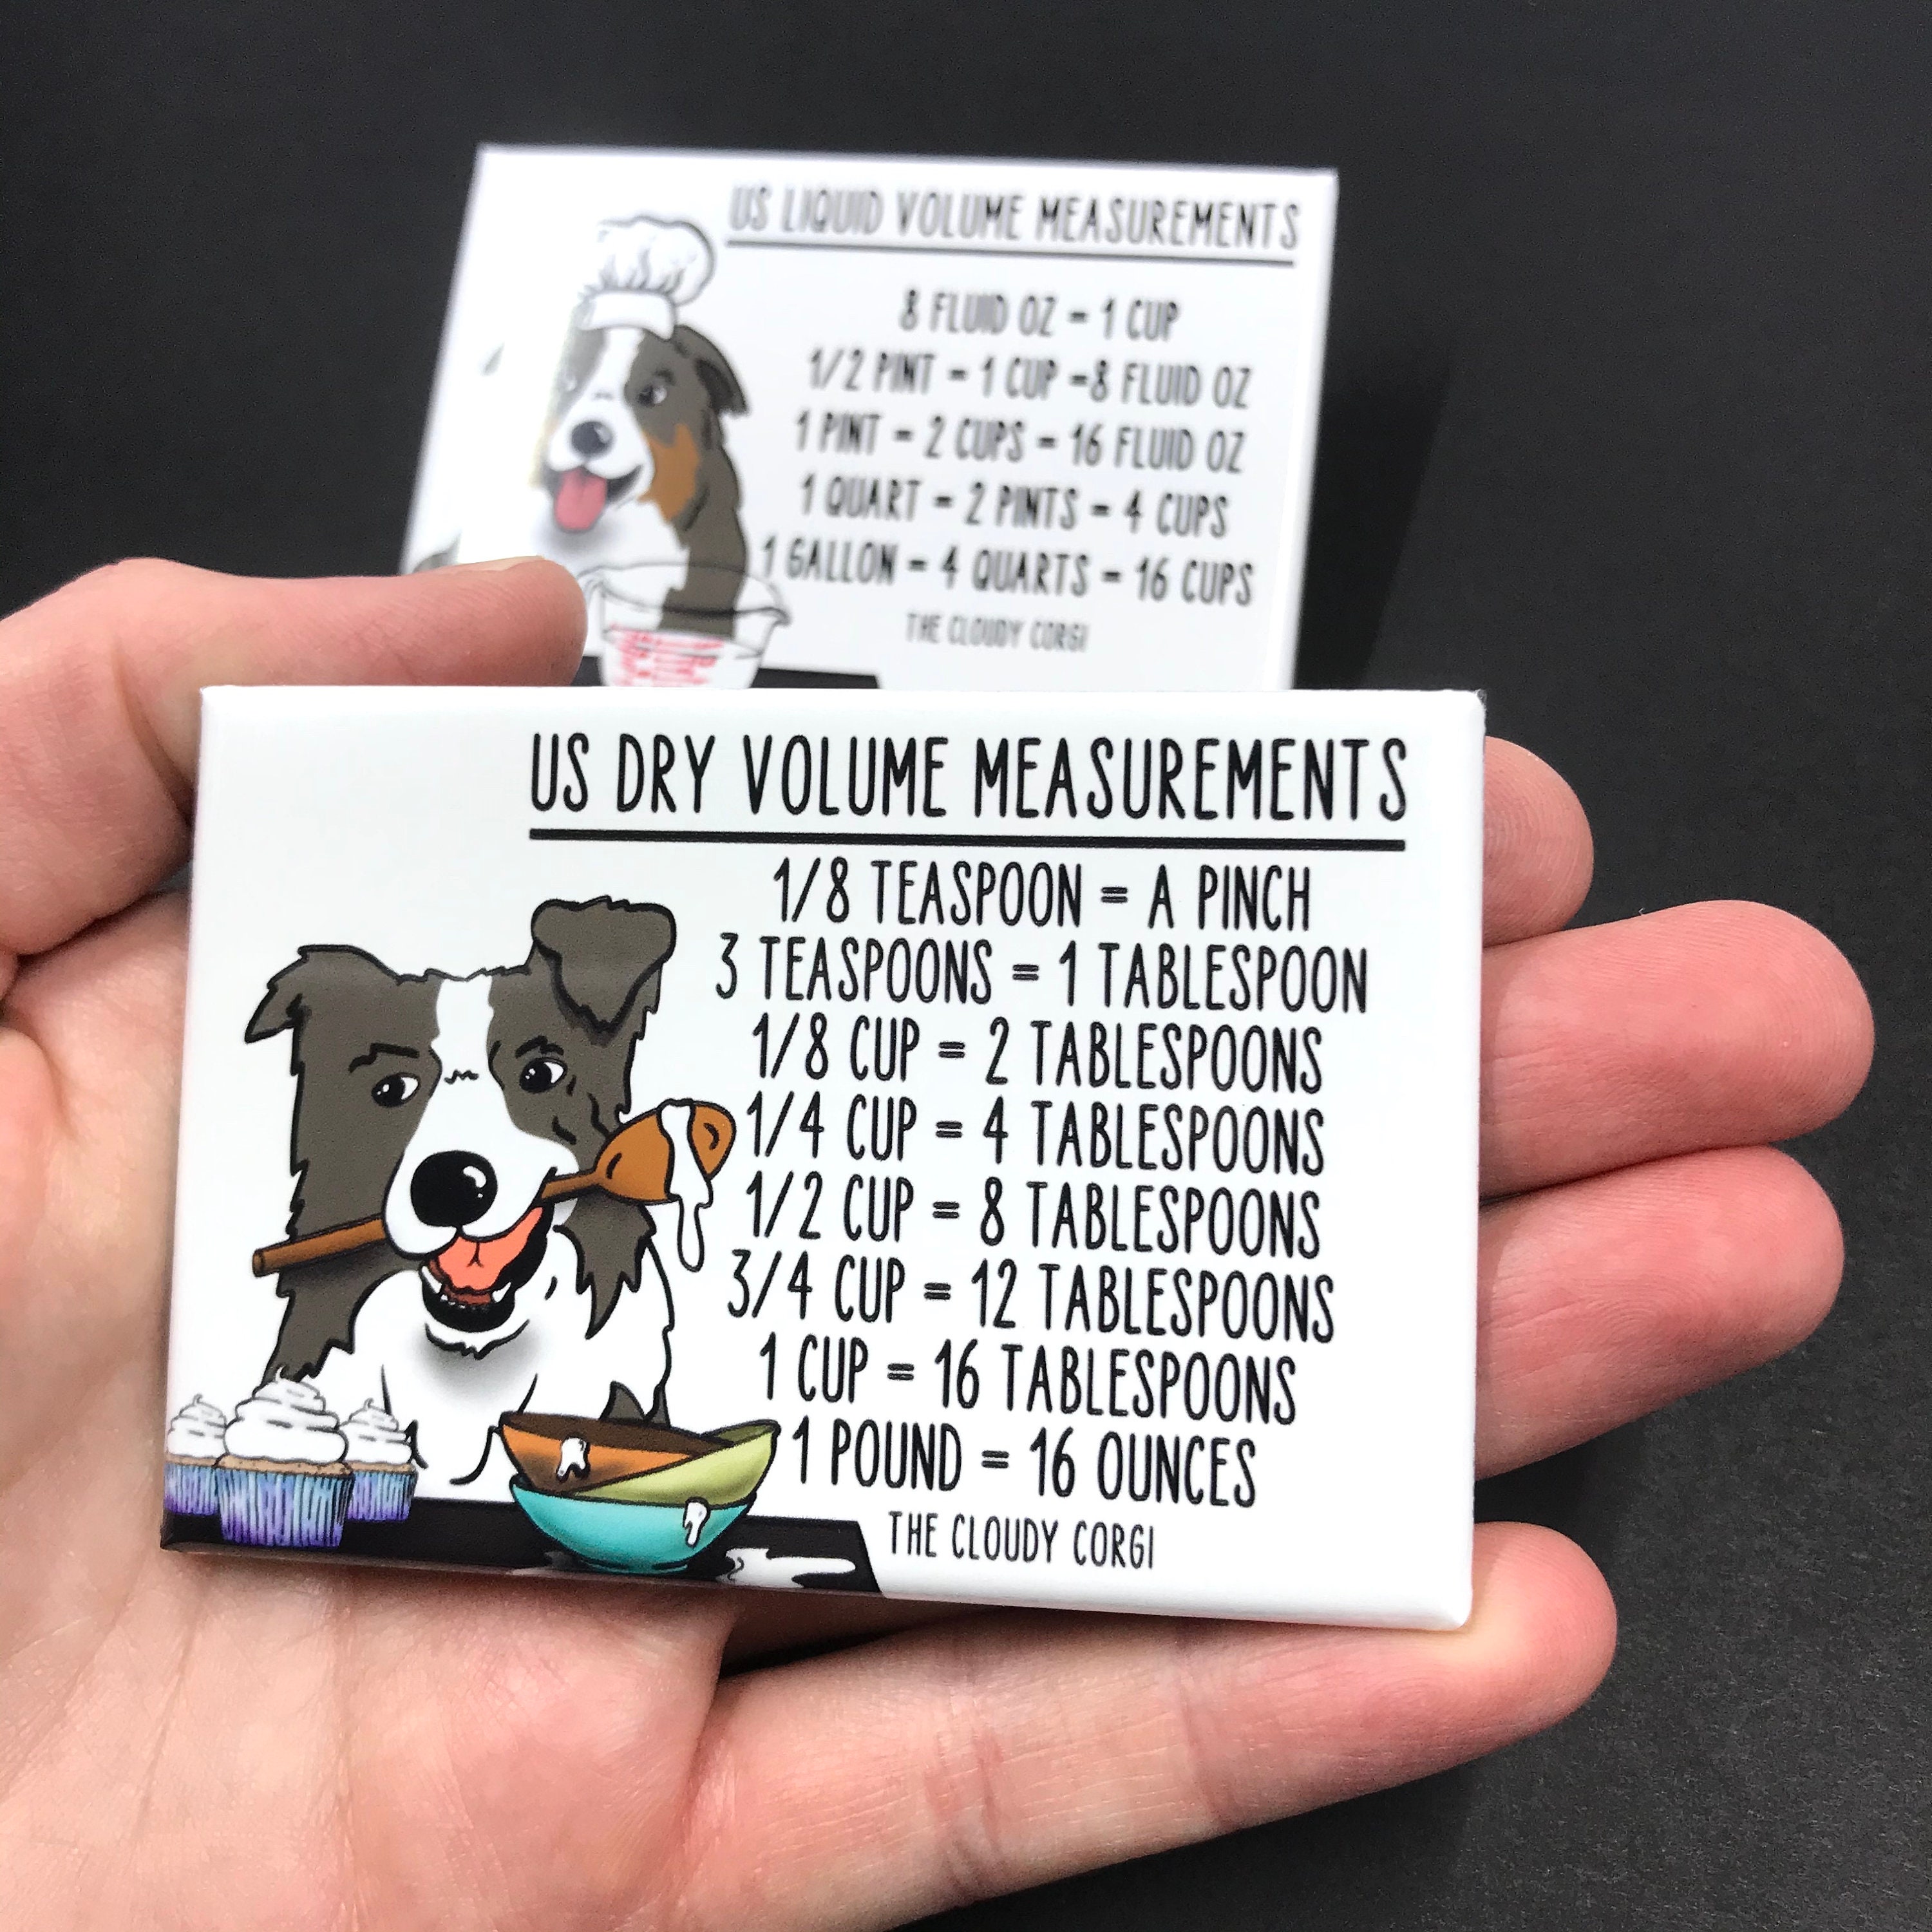 US LIQUID VOLUME MEASUREMENTS
8 FLUID OZ = 1 CUP
1/2 PINT = 1 CUP =8 FLUID OZ
1 PINT = 2 CUPS = 16 FLUID OZ
1 QUART = 2 PINTS = 4 CUPS
1 GALLON = 4 QUARTS = 16 CUPS
THE CLOUDY CORGI
US DRY VOLUME MEASUREMENTS
1/8 TEASPOON = A PINCH
3 TEASPOONS = 1 TABLESPOON
1/8 CUP = 2 TABLESPOONS
1/4 CUP = 4 TABLESPOONS
1/2 CUP = 8 TABLESPOONS
3/4 CUP = 12 TABLESPOONS
1 CUP = 16 TABLESPOONS
1 POUND = 16 OUNCES
THE CLOUDY CORGI